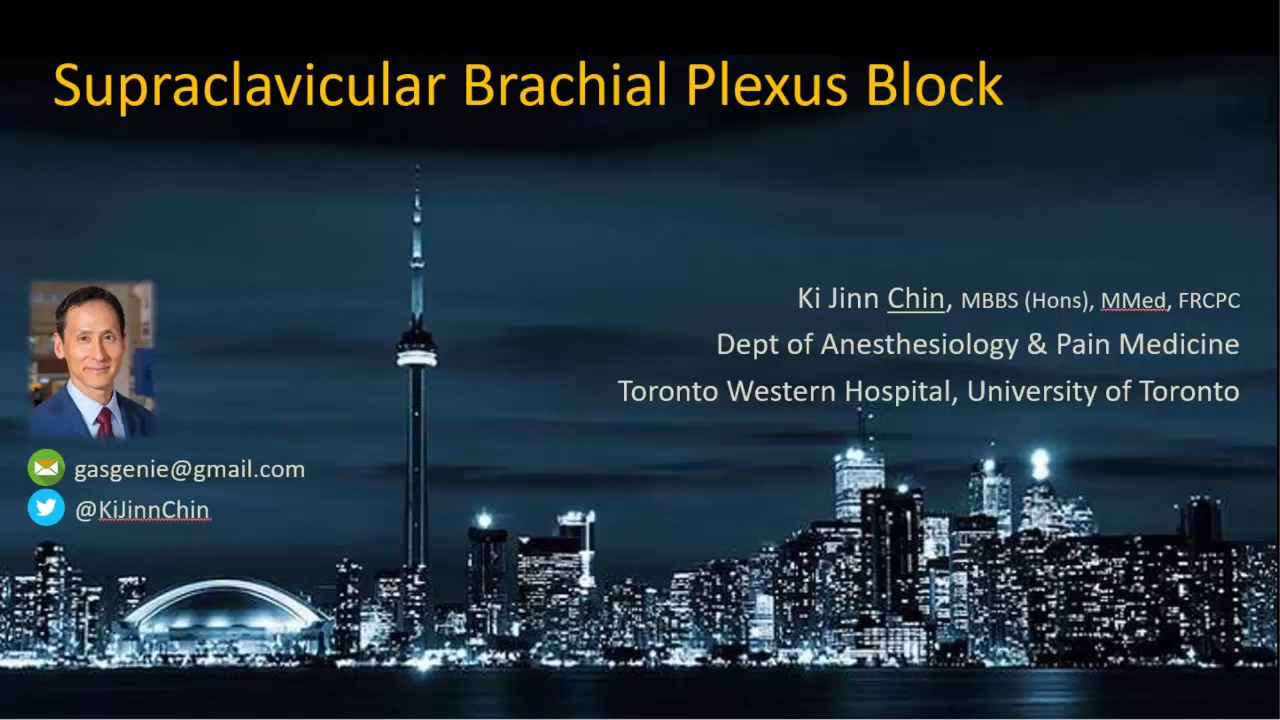 Supraclavicular Brachial Plexus Block
Ki Jinn Chin, MBBS (Hons), MMed, FRCPC
Dept of Anesthesiology & Pain Medicine
Toronto Western Hospital, University of Toronto
gasgenie@gmail.com
@KiJinnChin